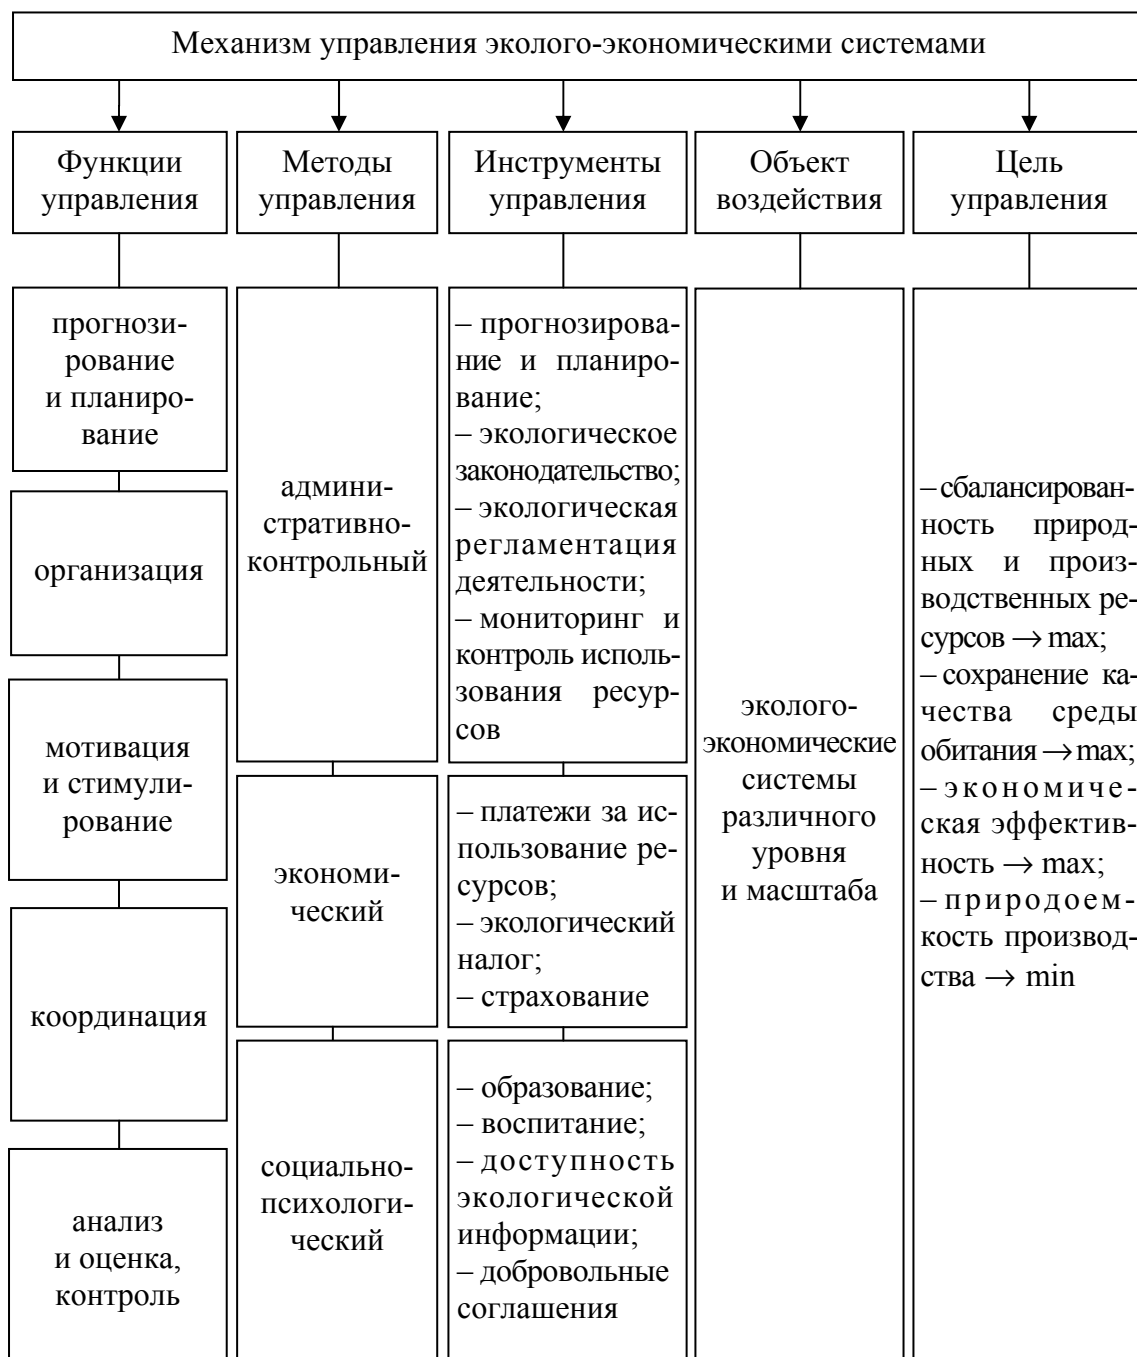 Механизм управления эколого-экономическими системами
Функции
управления
Методы
управления
Инструменты
управления
Объект
воздействия
Цель
управления
прогнози-
рование
и планиро-
вание
организация
мотивация
и стимули-
рование
координация
анализ
и оценка,
контроль
админи-
стративно-
контрольный
экономи-
ческий
социально-
психологи-
ческий
– прогнозирова-
ние и планиро-
вание;
– экологическое
законодательство;
– экологическая
регламентация
деятельности;
– мониторинг и
контроль исполь-
зования ресур-
сов
– платежи за ис-
пользование ре-
сурсов;
– экологический
налог;
– страхование
– образование;
– воспитание;
– доступность
экологической
информации;
– добровольные
соглашения
эколого-
экономические
системы
различного
уровня
и масштаба
– сбалансирован-
ность природ-
ных и произ-
водственных ре-
сурсов → max;
– сохранение ка-
чества среды
обитания → max;
– экономиче-
ская эффектив-
ность → max;
– природоем-
кость производ-
ства → min